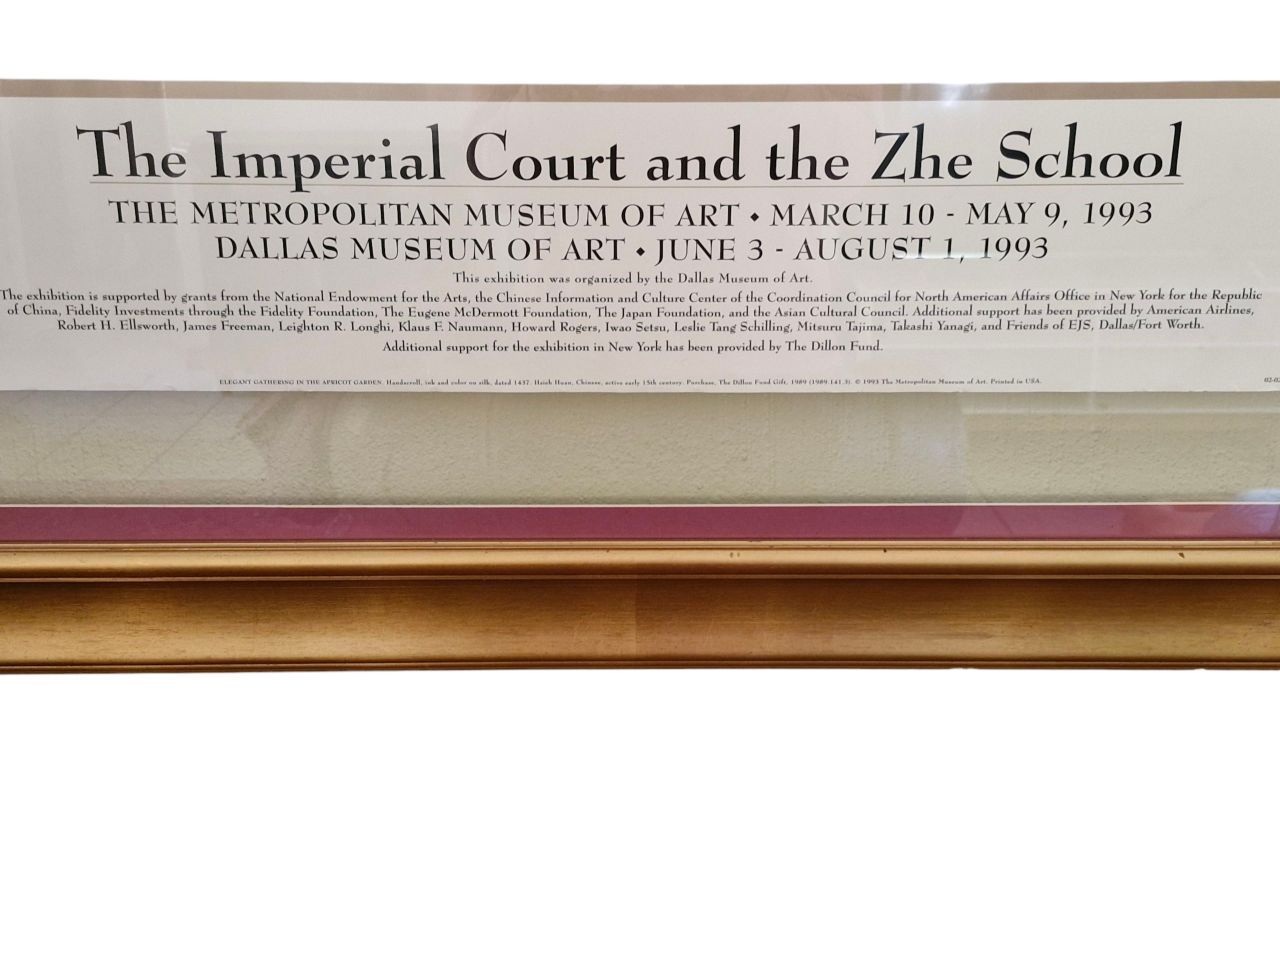 The Imperial Court and the Zhe School
THE METROPOLITAN MUSEUM OF ART • MARCH 10 - MAY 9, 1993
DALLAS MUSEUM OF ART • JUNE 3 - AUGUST 1, 1993
This exhibition was organized by the Dallas Museum of Art.
The exhibition is supported by grants from the National Endowment for the Arts, the Chinese Information and Culture Center of the Coordination Council for North American Affairs Office in New York for the Republic
of China, Fidelity Investments through the Fidelity Foundation, The Eugene McDermott Foundation, The Japan Foundation, and the Asian Cultural Council. Additional support has been provided by American Airlines,
Robert H. Ellsworth, James Freeman, Leighton R. Longhi, Klaus F. Naumann, Howard Rogers, Iwao Setsu, Leslie Tang Schilling, Mitsuru Tajima, Takashi Yanagi, and Friends of EJS, Dallas/Fort Worth.
Additional support for the exhibition in New York has been provided by The Dillon Fund.
ELEGANT GATHERING IN THE APRICOT GARDEN. Handscroll, ink and color on silk, dated 1437. Hsieh Huan, Chinese, active early 15th century. Purchase, The Dillon Fund Gift, 1989 (1989.141.3). © 1993 The Metropolitan Museum of Art. Printed in USA.